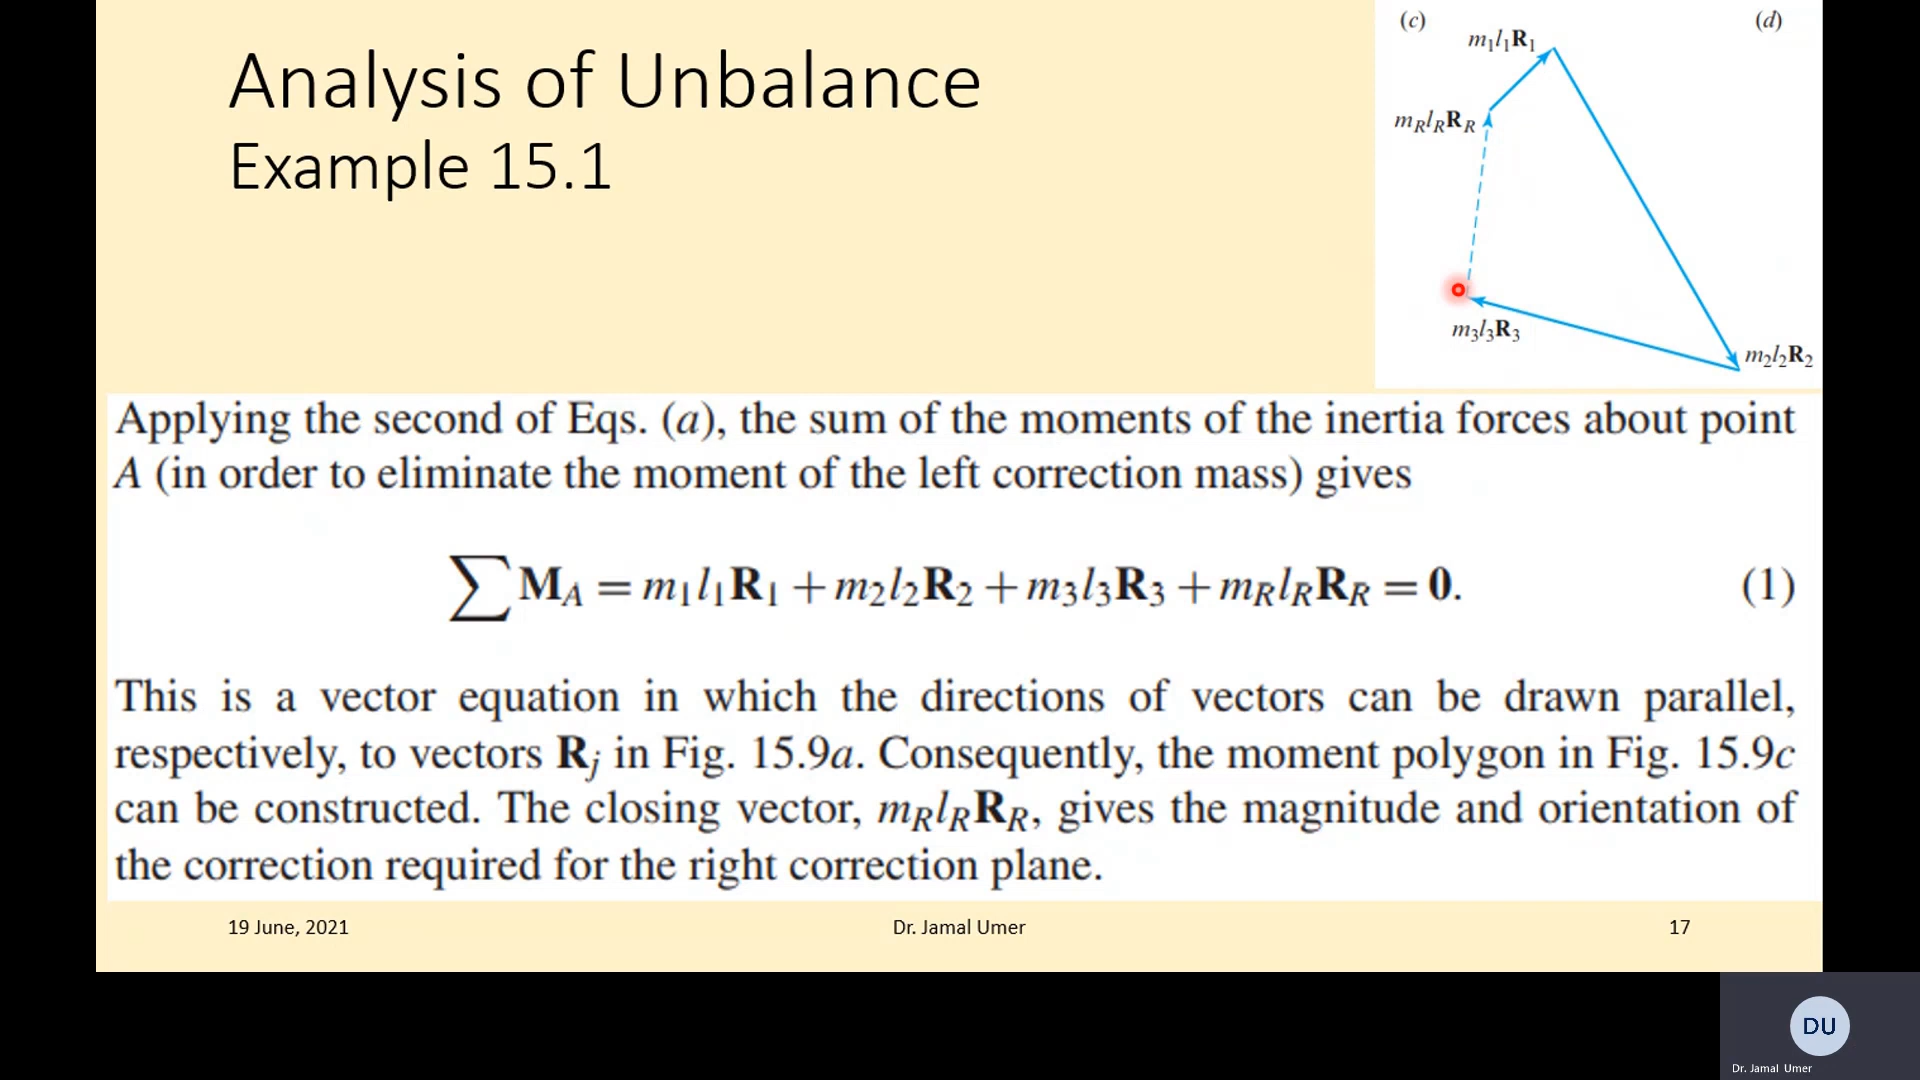 Analysis of Unbalance
Example 15.1
(c)
(d)
m₁l₁R₁
m_Rl_RR_R
m₃l₃R₃
m₂l₂R₂
Applying the second of Eqs. (a), the sum of the moments of the inertia forces about point
A (in order to eliminate the moment of the left correction mass) gives
∑M_A = m₁l₁R₁ + m₂l₂R₂ + m₃l₃R₃ + m_Rl_RR_R = 0. (1)
This is a vector equation in which the directions of vectors can be drawn parallel,
respectively, to vectors R_j in Fig. 15.9a. Consequently, the moment polygon in Fig. 15.9c
can be constructed. The closing vector, m_Rl_RR_R, gives the magnitude and orientation of
the correction required for the right correction plane.
19 June, 2021
Dr. Jamal Umer
17
DU
Dr. Jamal Umer